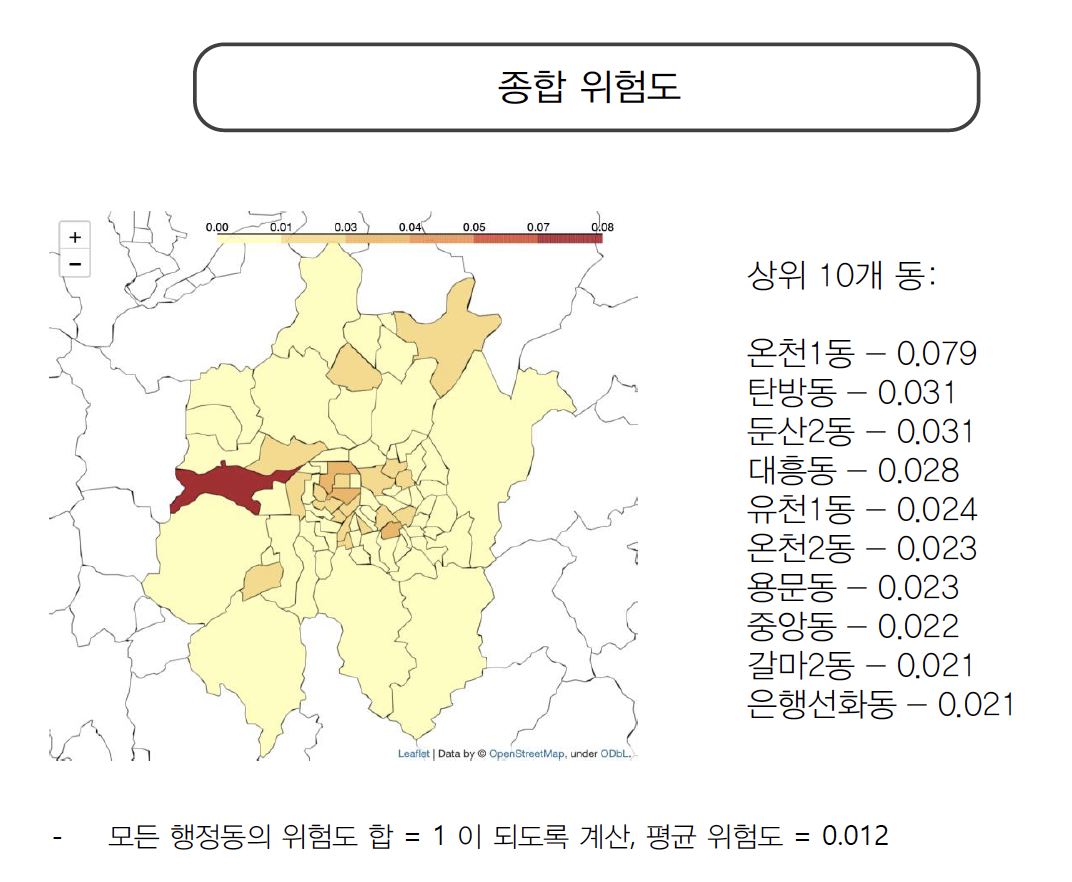 종합 위험도
+
−
0.00 0.01 0.03 0.04 0.05 0.07 0.08
상위 10개 동:
온천1동 – 0.079
탄방동 – 0.031
둔산2동 – 0.031
대흥동 – 0.028
유천1동 – 0.024
온천2동 – 0.023
용문동 – 0.023
중앙동 – 0.022
갈마2동 – 0.021
은행선화동 – 0.021
Leaflet | Data by © OpenStreetMap, under ODbL.
- 모든 행정동의 위험도 합 = 1 이 되도록 계산, 평균 위험도 = 0.012